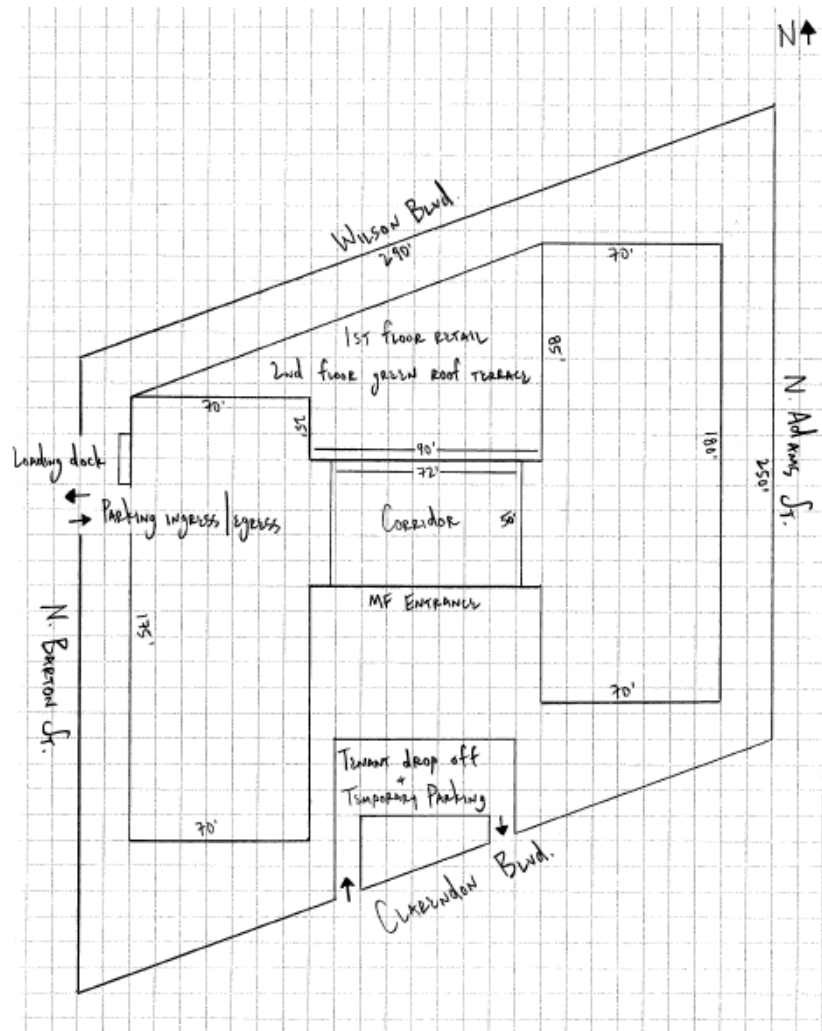 N
WILSON BLVD.
290'
70'
1ST FLOOR RETAIL
2ND FLOOR GREEN ROOF TERRACE
85'
70'
25'
N. ADAMS ST.
250'
180'
90'
72'
LOADING dock
PARKING INGRESS/EGRESS
CORRIDOR
50'
MF ENTRANCE
N. BARTON ST.
175'
70'
TENANT drop off
+
TEMPORARY PARKING
70'
CLARENDON BLVD.